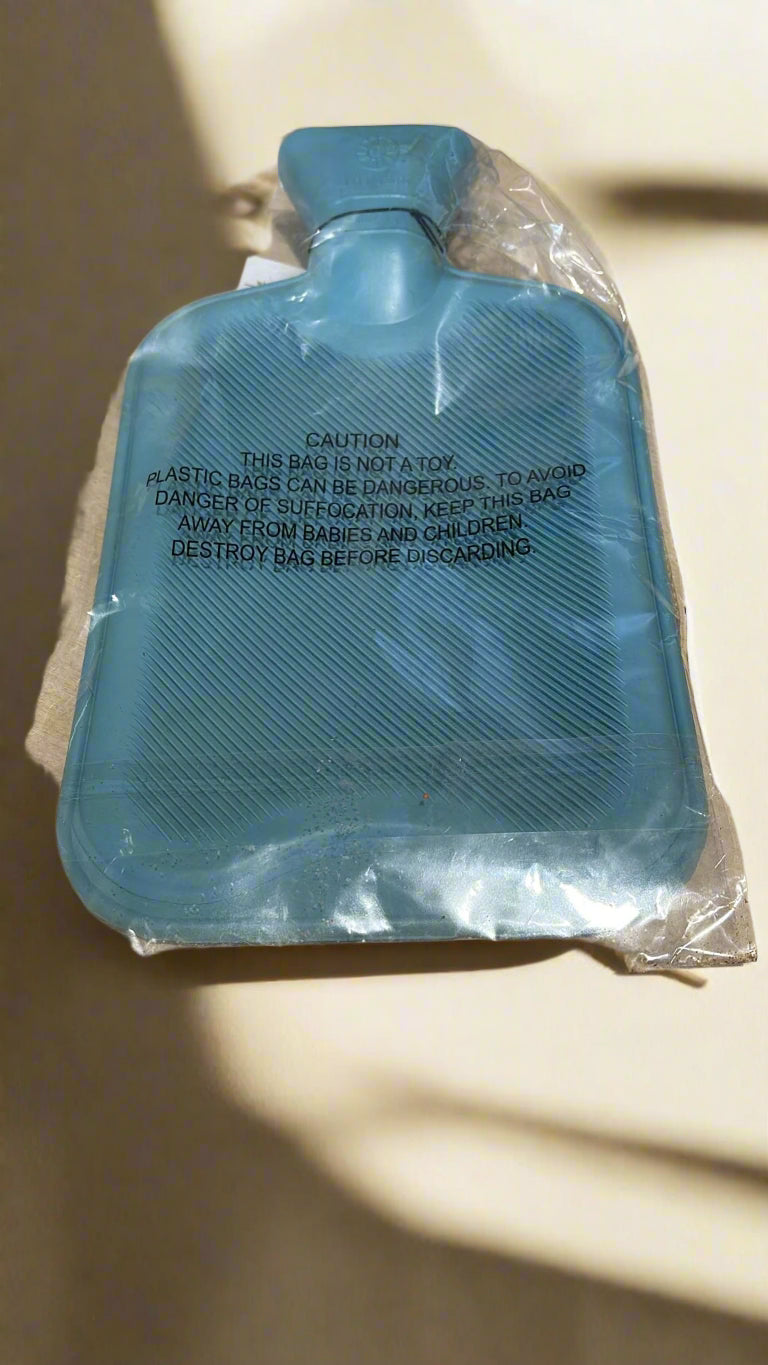 CAUTION
THIS BAG IS NOT A TOY.
PLASTIC BAGS CAN BE DANGEROUS. TO AVOID
DANGER OF SUFFOCATION, KEEP THIS BAG
AWAY FROM BABIES AND CHILDREN.
DESTROY BAG BEFORE DISCARDING.